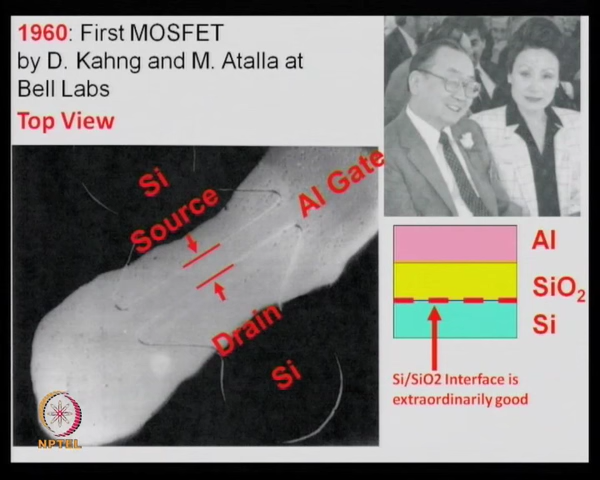 1960: First MOSFET
by D. Kahng and M. Atalla at
Bell Labs
Top View
Si
Source
Al Gate
Drain
Si
Al
SiO2
Si
Si/SiO2 Interface is
extraordinarily good
NPTEL